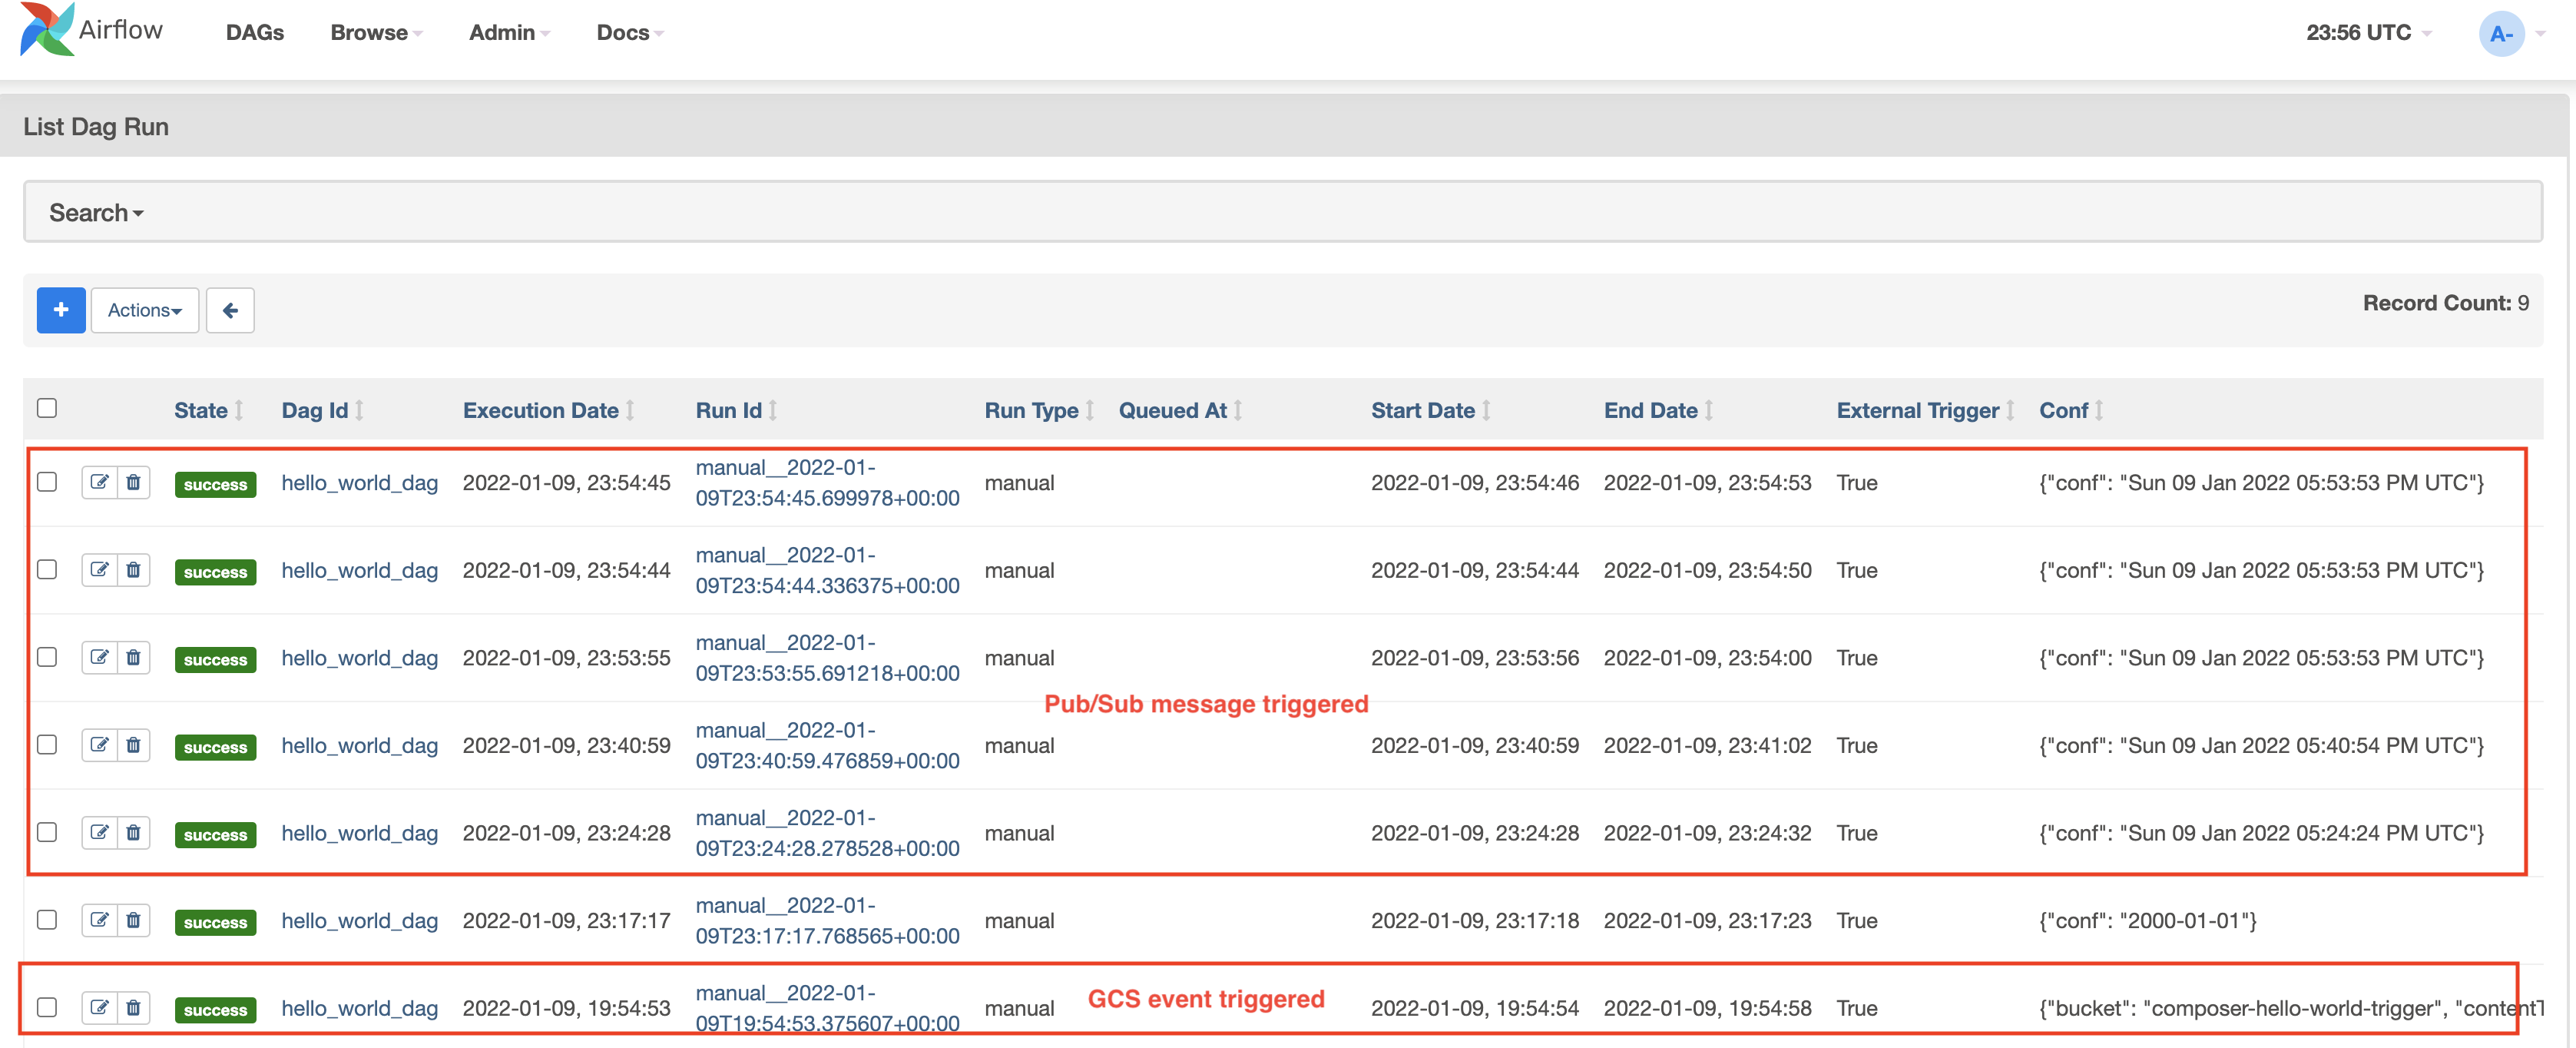 Airflow DAGs Browse Admin Docs 23:56 UTC A-
List Dag Run
Search
+ Actions Record Count: 9
State Dag Id Execution Date Run Id Run Type Queued At Start Date End Date External Trigger Conf
success hello_world_dag 2022-01-09, 23:54:45 manual__2022-01-09T23:54:45.699978+00:00 manual 2022-01-09, 23:54:46 2022-01-09, 23:54:53 True {"conf": "Sun 09 Jan 2022 05:53:53 PM UTC"}
success hello_world_dag 2022-01-09, 23:54:44 manual__2022-01-09T23:54:44.336375+00:00 manual 2022-01-09, 23:54:44 2022-01-09, 23:54:50 True {"conf": "Sun 09 Jan 2022 05:53:53 PM UTC"}
success hello_world_dag 2022-01-09, 23:53:55 manual__2022-01-09T23:53:55.691218+00:00 manual 2022-01-09, 23:53:56 2022-01-09, 23:54:00 True {"conf": "Sun 09 Jan 2022 05:53:53 PM UTC"}
Pub/Sub message triggered
success hello_world_dag 2022-01-09, 23:40:59 manual__2022-01-09T23:40:59.476859+00:00 manual 2022-01-09, 23:40:59 2022-01-09, 23:41:02 True {"conf": "Sun 09 Jan 2022 05:40:54 PM UTC"}
success hello_world_dag 2022-01-09, 23:24:28 manual__2022-01-09T23:24:28.278528+00:00 manual 2022-01-09, 23:24:28 2022-01-09, 23:24:32 True {"conf": "Sun 09 Jan 2022 05:24:24 PM UTC"}
success hello_world_dag 2022-01-09, 23:17:17 manual__2022-01-09T23:17:17.768565+00:00 manual 2022-01-09, 23:17:18 2022-01-09, 23:17:23 True {"conf": "2000-01-01"}
success hello_world_dag 2022-01-09, 19:54:53 manual__2022-01-09T19:54:53.375607+00:00 manual GCS event triggered 2022-01-09, 19:54:54 2022-01-09, 19:54:58 True {"bucket": "composer-hello-world-trigger", "contentT